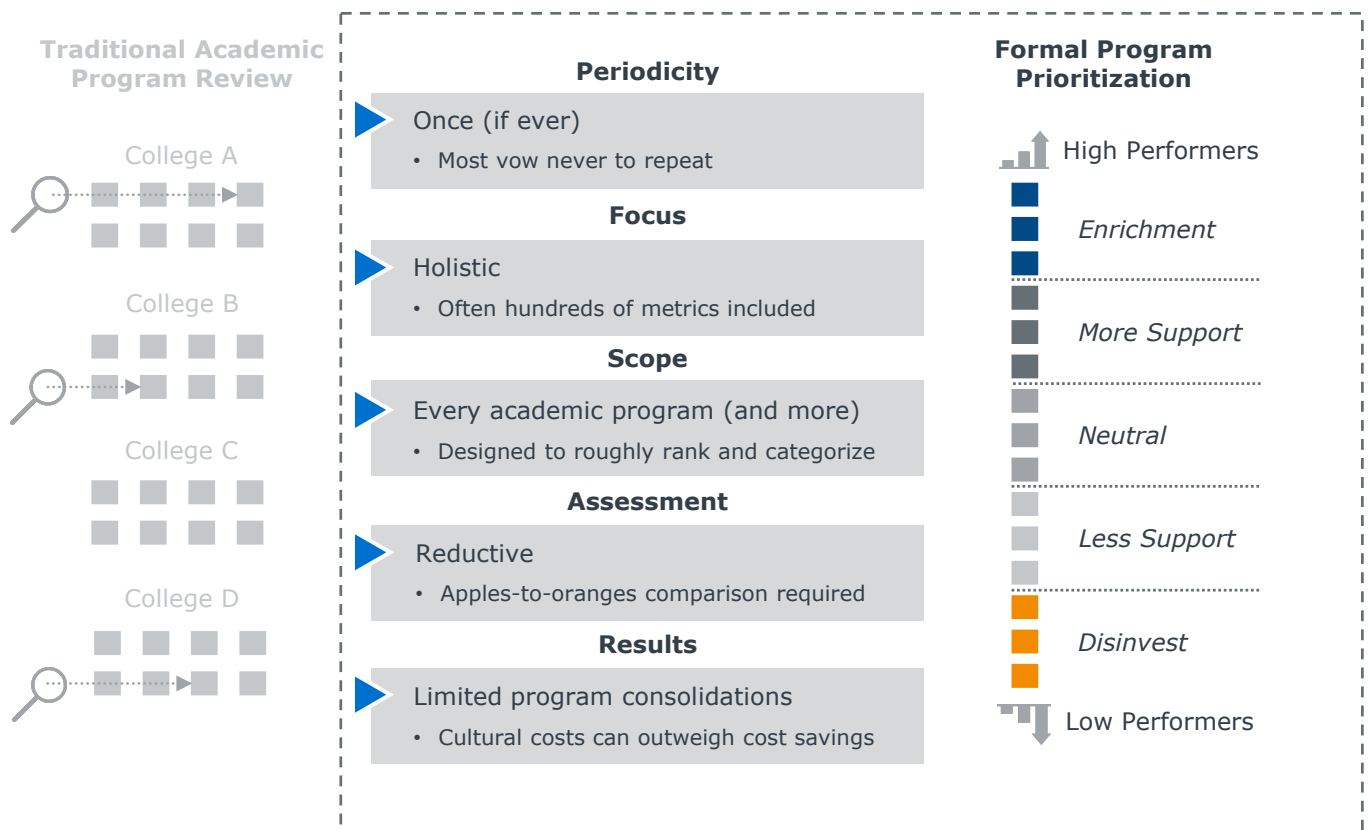 Traditional Academic
Program Review
College A
College B
College C
College D
Periodicity
Once (if ever)
• Most vow never to repeat
Focus
Holistic
• Often hundreds of metrics included
Scope
Every academic program (and more)
• Designed to roughly rank and categorize
Assessment
Reductive
• Apples-to-oranges comparison required
Results
Limited program consolidations
• Cultural costs can outweigh cost savings
Formal Program
Prioritization
High Performers
Enrichment
More Support
Neutral
Less Support
Disinvest
Low Performers